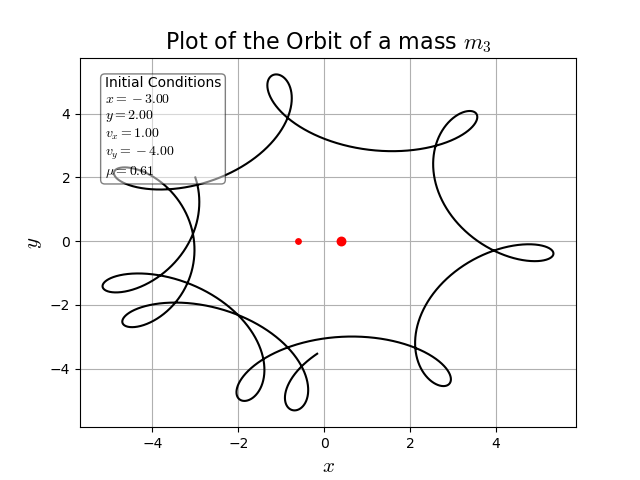 Plot of the Orbit of a mass m₃
Initial Conditions
x = −3.00
y = 2.00
vₓ = 1.00
v_y = −4.00
μ = 0.61
4
2
0
−2
−4
y
−4
−2
0
2
4
x